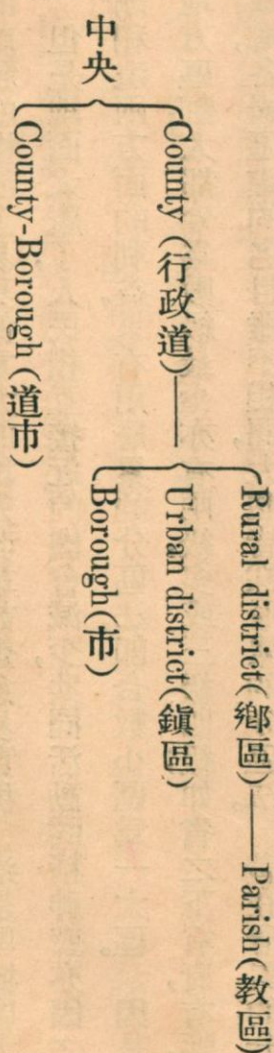 中央
County (行政道)——
Rural district(鄉區)——Parish(教區)
Urban district(鎮區)
Borough(市)
County-Borough (道市)